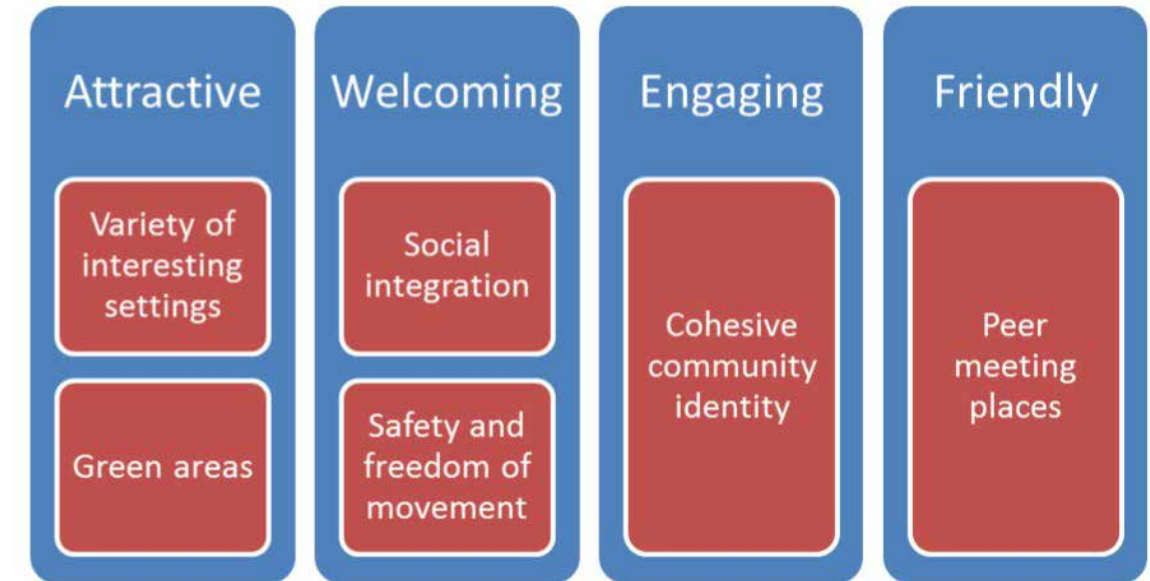 Attractive
Variety of
interesting
settings
Green areas
Welcoming
Social
integration
Safety and
freedom of
movement
Engaging
Cohesive
community
identity
Friendly
Peer
meeting
places